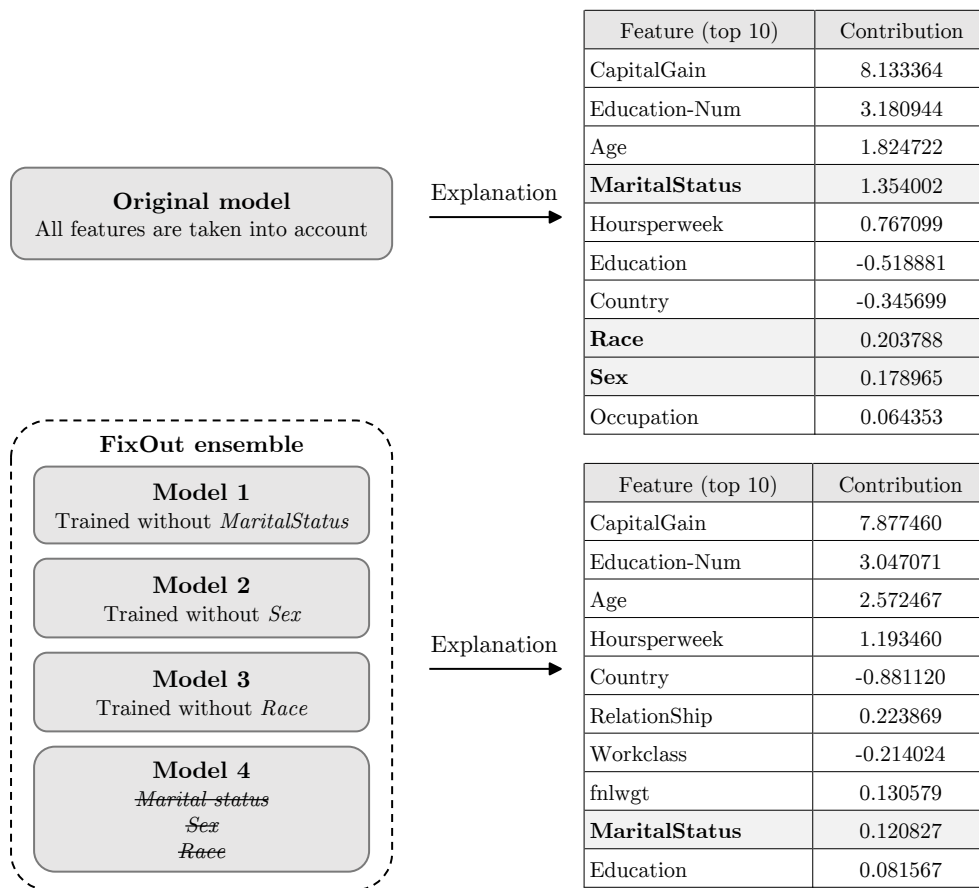 Feature (top 10) Contribution
CapitalGain 8.133364
Education-Num 3.180944
Age 1.824722
MaritalStatus 1.354002
Hoursperweek 0.767099
Education -0.518881
Country -0.345699
Race 0.203788
Sex 0.178965
Occupation 0.064353
Original model
All features are taken into account
Explanation
FixOut ensemble
Model 1
Trained without MaritalStatus
Model 2
Trained without Sex
Model 3
Trained without Race
Model 4
Marital status
Sex
Race
Explanation
Feature (top 10) Contribution
CapitalGain 7.877460
Education-Num 3.047071
Age 2.572467
Hoursperweek 1.193460
Country -0.881120
RelationShip 0.223869
Workclass -0.214024
fnlwgt 0.130579
MaritalStatus 0.120827
Education 0.081567